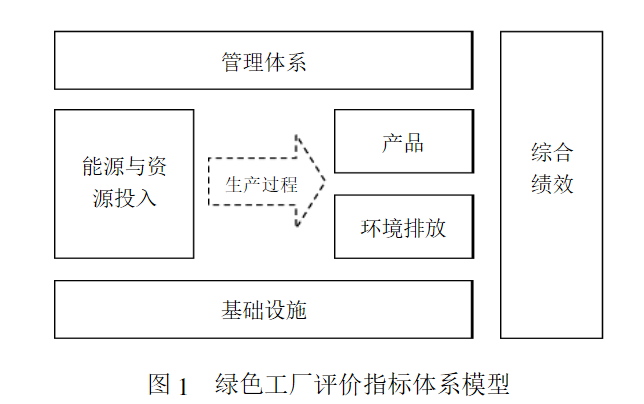 管理体系
能源与资
源投入
生产过程
产品
环境排放
基础设施
综合
绩效
图 1 绿色工厂评价指标体系模型